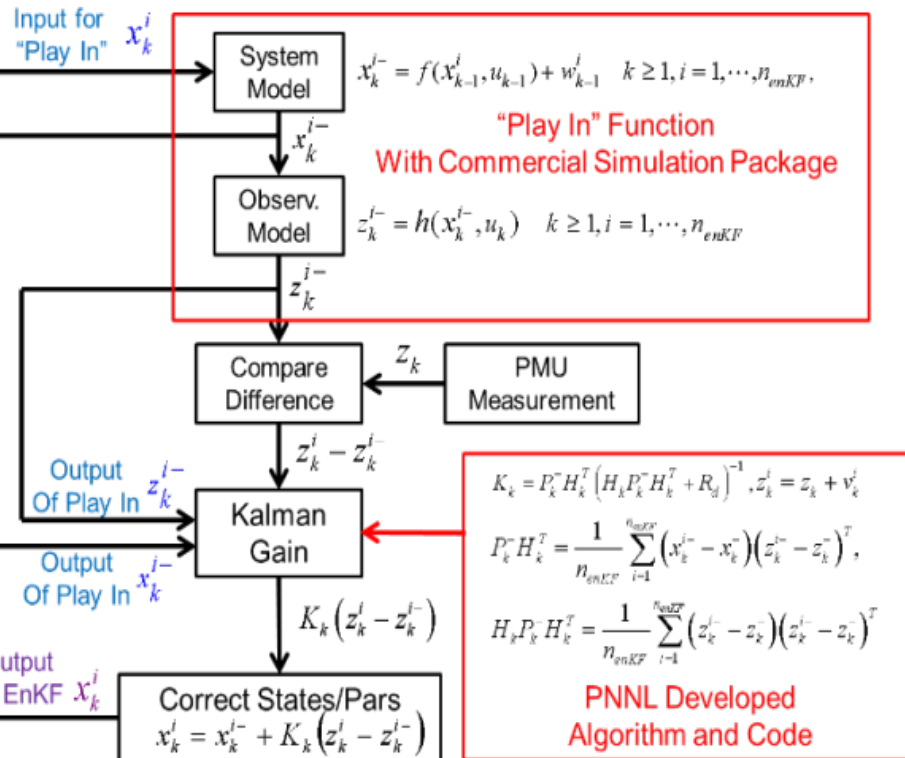 Input for
“Play In” x_k^i
System
Model
x_k^{i-} = f(x_{k-1}^i, u_{k-1}) + w_{k-1}^i k ≥ 1, i = 1, ⋯, n_{enKF},
x_k^{i-}
“Play In” Function
With Commercial Simulation Package
Observ.
Model
z_k^{i-} = h(x_k^{i-}, u_k) k ≥ 1, i = 1, ⋯, n_{enKF}
z_k^{i-}
Compare
Difference
z_k
PMU
Measurement
z_k^i - z_k^{i-}
Output
Of Play In z_k^{i-}
Kalman
Gain
Output
Of Play In x_k^{i-}
K_k (z_k^i - z_k^{i-})
K_k = P_k^- H_k^T (H_k P_k^- H_k^T + R_d)^{-1}, z_k^i = z_k + v_k^i
P_k^- H_k^T = \frac{1}{n_{enKF}} \sum_{i=1}^{n_{enKF}} (x_k^{i-} - x_k^-)(z_k^{i-} - z_k^-)^T,
H_k P_k^- H_k^T = \frac{1}{n_{enKF}} \sum_{i=1}^{n_{enKF}} (z_k^{i-} - z_k^-)(z_k^{i-} - z_k^-)^T
PNNL Developed
Algorithm and Code
utput
EnKF x_k^i
Correct States/Pars
x_k^i = x_k^{i-} + K_k (z_k^i - z_k^{i-})